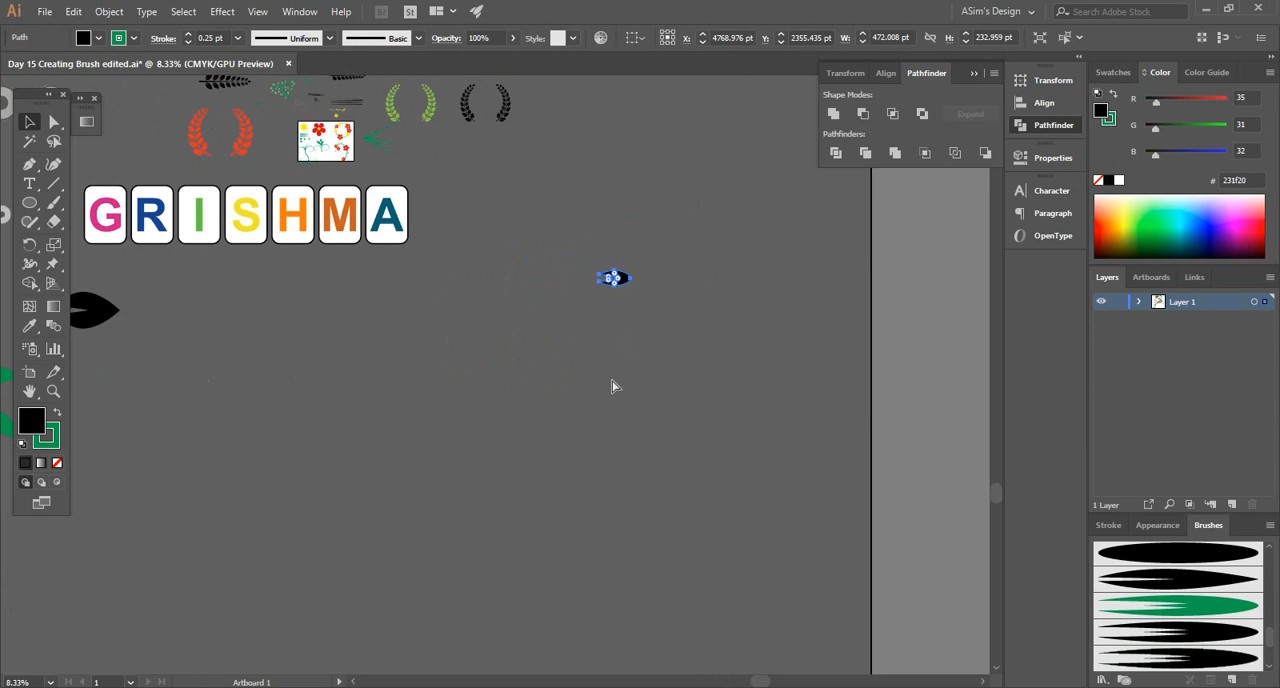 Ai File Edit Object Type Select Effect View Window Help Br St ASim's Design Search Adobe Stock
Path Stroke: 0.25 pt Uniform Basic Opacity: 100% Style: X: 4768.976 pt Y: 2355.435 pt W: 472.008 pt H: 232.959 pt
Day 15 Creating Brush edited.ai* @ 8.33% (CMYK/GPU Preview)
Transform Align Pathfinder
Shape Modes:
Expand
Pathfinders:
Transform
Align
Pathfinder
Properties
Character
Paragraph
OpenType
Swatches Color Color Guide
R 35
G 31
B 32
# 231f20
GRISHMA
Layers Artboards Links
Layer 1
1 Layer
Stroke Appearance Brushes
8.33% 1 Artboard 1